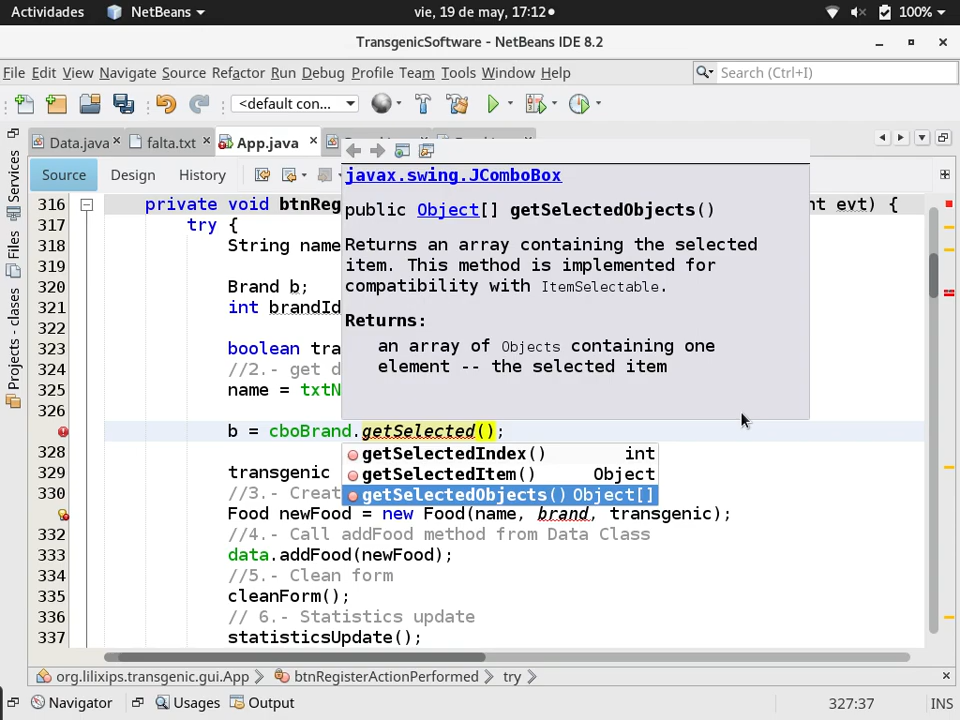 Actividades NetBeans vie, 19 de may, 17:12 100%
TransgenicSoftware - NetBeans IDE 8.2
File Edit View Navigate Source Refactor Run Debug Profile Team Tools Window Help Search (Ctrl+I)
<default con...
Data.java falta.txt App.java
Source Design History
Services
Files
Projects - clases
javax.swing.JComboBox
public Object[] getSelectedObjects()
Returns an array containing the selected
item. This method is implemented for
compatibility with ItemSelectable.
Returns:
an array of Objects containing one
element -- the selected item
316 private void btnReg nt evt) {
317 try {
318 String name
319
320 Brand b;
321 int brandId
322
323 boolean tra
324 //2.- get d
325 name = txtN
326
b = cboBrand.getSelected();
getSelectedIndex() int
getSelectedItem() Object
getSelectedObjects() Object[]
328
329 transgenic
330 //3.- Creat
Food newFood = new Food(name, brand, transgenic);
332 //4.- Call addFood method from Data Class
333 data.addFood(newFood);
334 //5.- Clean form
335 cleanForm();
336 // 6.- Statistics update
337 statisticsUpdate();
org.lilixips.transgenic.gui.App btnRegisterActionPerformed try
Navigator Usages Output 327:37 INS